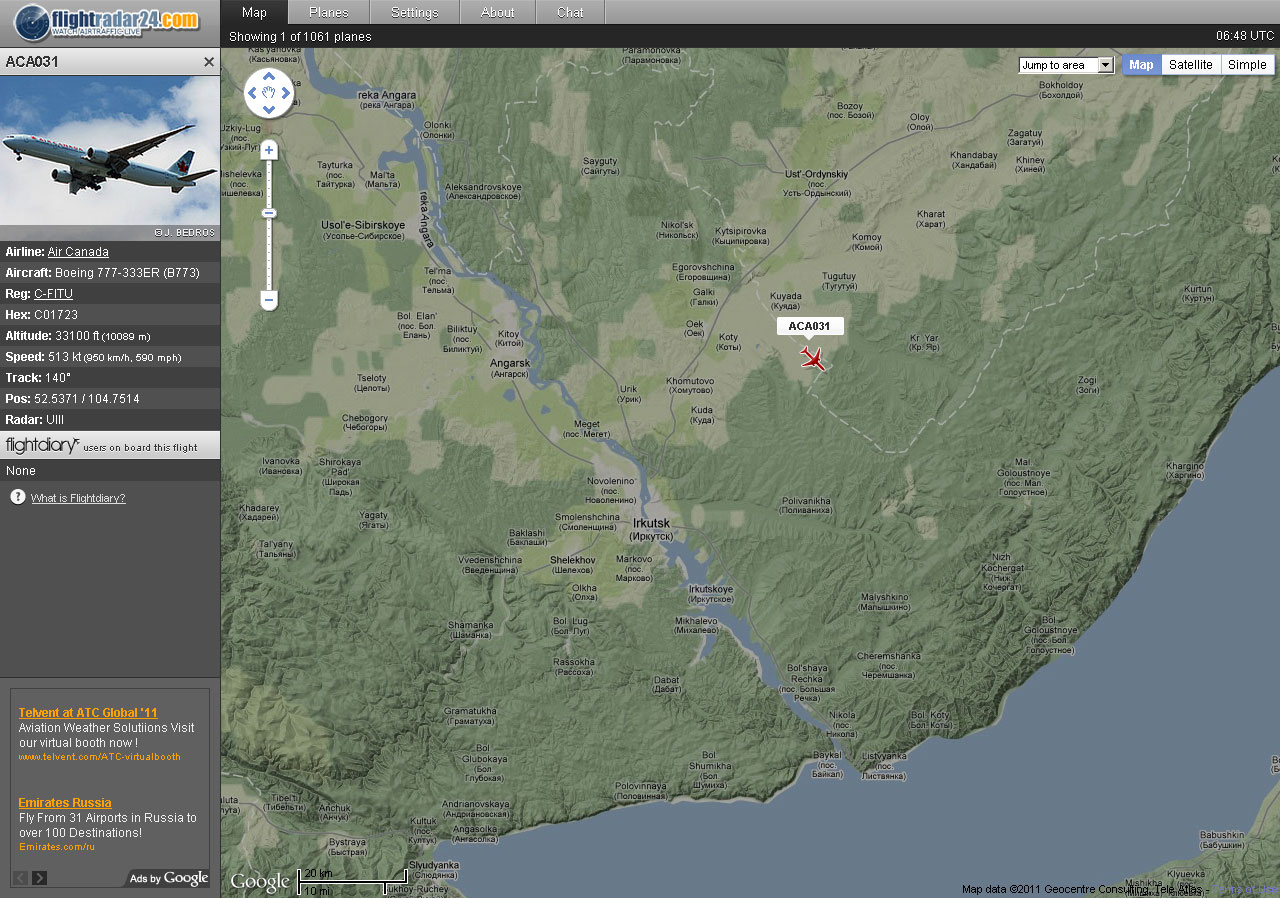 flightradar24.com
WATCH AIRTRAFFIC LIVE
Map
Planes
Settings
About
Chat
Showing 1 of 1061 planes
06:48 UTC
ACA031
© J. BEDROS
Airline: Air Canada
Aircraft: Boeing 777-333ER (B773)
Reg: C-FITU
Hex: C01723
Altitude: 33100 ft (10089 m)
Speed: 513 kt (950 km/h, 590 mph)
Track: 140°
Pos: 52.5371 / 104.7514
Radar: UIII
flightdiary users on board this flight
None
? What is Flightdiary?
Telvent at ATC Global '11
Aviation Weather Solutiions Visit
our virtual booth now !
www.telvent.com/ATC-virtualbooth
Emirates Russia
Fly From 31 Airports in Russia to
over 100 Destinations!
Emirates.com/ru
Ads by Google
Jump to area
Map
Satellite
Simple
Kas'yanovka
(Касьяновка)
Paramonovka
(Парамоновка)
reka Angara
(река Ангара)
Bokholdoy
(Бохолдой)
Bozoy
(пос. Бозой)
Oloy
(Олой)
Olonki
(Олонки)
Zagatuy
(Загатуй)
Khandabay
(Хандабай)
Khiney
(Хиней)
Tayturka
(пос.
Тайтурка)
Mal'ta
(Мальта)
Sayguty
(Сайгуты)
Ust'-Ordynskiy
(пос.
Усть-Ордынский)
Aleksandrovskoye
(Александровское)
reka Angara
Usol'e-Sibirskoye
(Усолье-Сибирское)
Nikol'sk
(Никольск)
Kytsipirovka
(Кыципировка)
Kharat
(Харат)
Komoy
(Комой)
Tel'ma
(пос.
Тельма)
Egorovshchina
(Егоровщина)
Tugutuy
(Тугутуй)
Galki
(Галки)
Kuyada
(Куяда)
Kurtun
(Куртун)
Bol. Elan'
(пос. Бол.
Елань)
Biliktuy
(пос.
Биликтуй)
Kitoy
(Китой)
Oek
(Оек)
Koty
(Коты)
ACA031
Kr. Yar
(Кр. Яр)
Angarsk
(Ангарск)
Tseloty
(Целоты)
Urik
(Урик)
Khomutovo
(Хомутово)
Zogi
(Зоги)
Chebogory
(Чебогоры)
Kuda
(Куда)
Meget
(пос. Мегет)
Ivanovka
(Ивановка)
Shirokaya
Pad'
(Широкая
Падь)
Mal.
Goloustnoye
(пос. Мал.
Голоустное)
Khargino
(Харгино)
Novolenino
(пос.
Новоленино)
Khadarey
(Хадарей)
Yagaty
(Ягаты)
Smolenshchina
(Смоленщина)
Polivanikha
(Поливаниха)
Irkutsk
(Иркутск)
Baklashi
(Баклаши)
Tal'yany
(Тальяны)
Vvedenshchina
(Введенщина)
Shelekhov
(Шелехов)
Markovo
(пос.
Марково)
Nizh.
Kochergat
(Ниж.
Кочергат)
Olkha
(Олха)
Irkutskoye
(Иркутское)
Malyshkino
(Малышкино)
Shamanka
(Шаманка)
Bol. Lug
(Бол. Луг)
Mikhalevo
(Михалево)
Bol.
Goloustnoye
(Бол.
Голоустное)
Rassokha
(Рассоха)
Cheremshanka
(пос.
Черемшанка)
Dabat
(Дабат)
Bol'shaya
Rechka
(пос. Большая
Речка)
Gramatukha
(Граматуха)
Nikola
(пос.
Никола)
Bol. Koty
(Бол. Коты)
Bol
Glubokaya
(Бол.
Глубокая)
Bol
Shumikha
(Бол
Шумиха)
Baykal
(пос.
Байкал)
Listvyanka
(пос.
Листвянка)
Polovinnaya
(Половинная)
Tibel'ti
(Тибельти)
Anchuk
(Анчук)
Andrianovskaya
(Андриановская)
Kultuk
(пос.
Култук)
Angasolka
(Ангасолка)
Babushkin
(Бабушкин)
Bystraya
(Быстрая)
Slyudyanka
(Слюдянка)
Klyuevka
Mishikha
Google
20 km
10 mi
Map data ©2011 Geocentre Consulting, Tele Atlas - Terms of Use